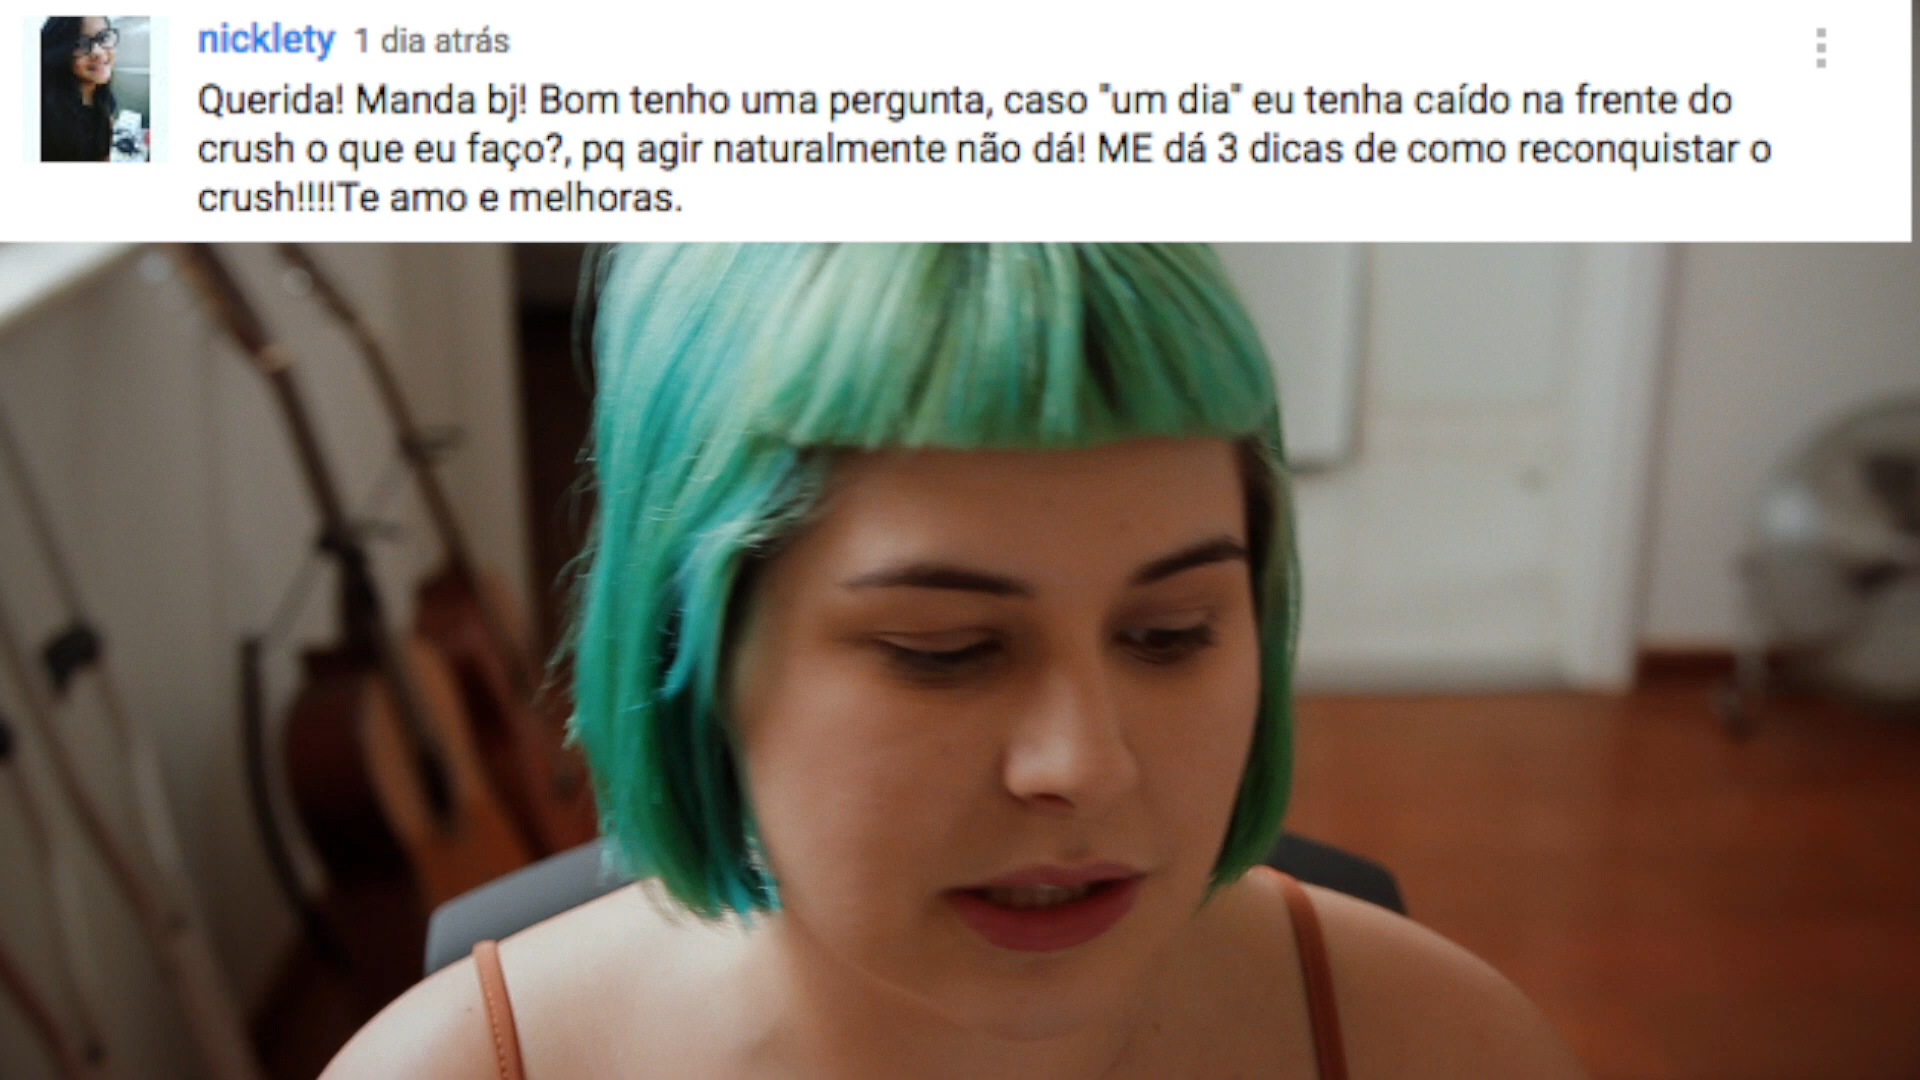 nicklety 1 dia atrás
Querida! Manda bj! Bom tenho uma pergunta, caso "um dia" eu tenha caído na frente do
crush o que eu faço?, pq agir naturalmente não dá! ME dá 3 dicas de como reconquistar o
crush!!!!Te amo e melhoras.